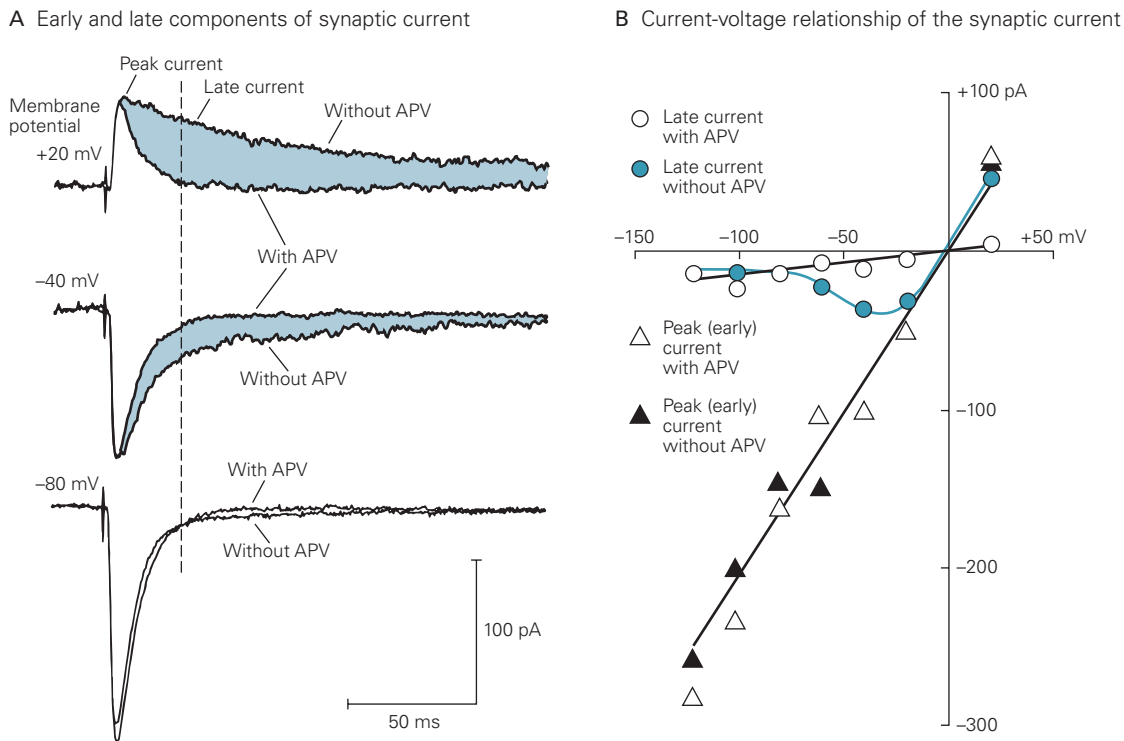 A Early and late components of synaptic current
Peak current
Late current
Without APV
Membrane
potential
+20 mV
With APV
–40 mV
Without APV
–80 mV
With APV
Without APV
100 pA
50 ms
B Current-voltage relationship of the synaptic current
+100 pA
Late current
with APV
Late current
without APV
–150
–100
–50
+50 mV
Peak (early)
current
with APV
Peak (early)
current
without APV
–100
–200
–300